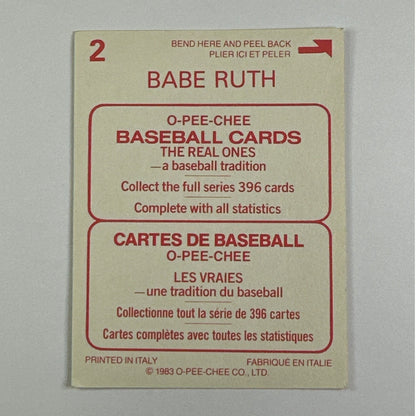 2
BEND HERE AND PEEL BACK
PLIER ICI ET PELER
BABE RUTH
O-PEE-CHEE
BASEBALL CARDS
THE REAL ONES
—a baseball tradition
Collect the full series 396 cards
Complete with all statistics
CARTES DE BASEBALL
O-PEE-CHEE
LES VRAIES
—une tradition du baseball
Collectionne tout la série de 396 cartes
Cartes complètes avec toutes les statistiques
PRINTED IN ITALY
FABRIQUÉ EN ITALIE
© 1983 O-PEE-CHEE CO., LTD.